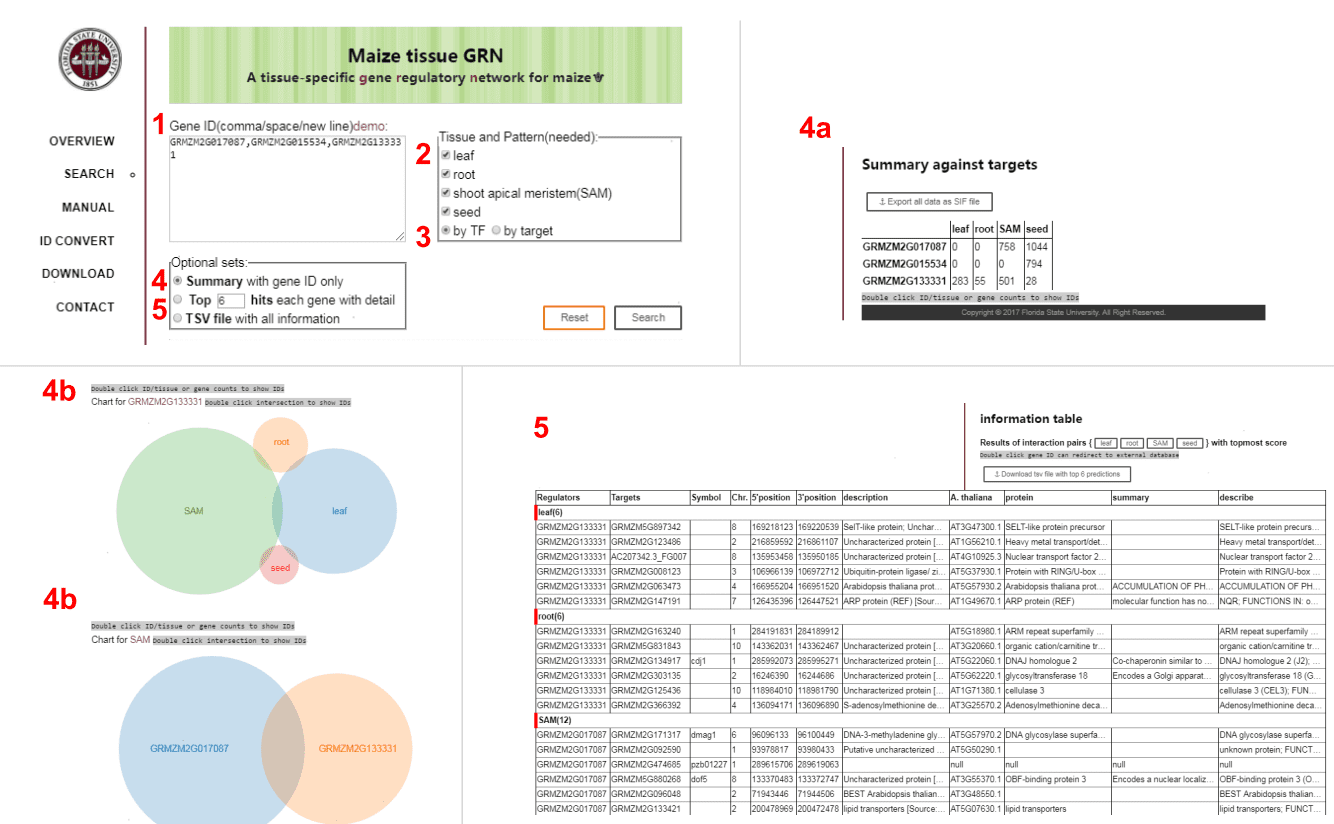 FLORIDA STATE UNIVERSITY
1851
OVERVIEW
SEARCH
MANUAL
ID CONVERT
DOWNLOAD
CONTACT
Maize tissue GRN
A tissue-specific gene regulatory network for maize
1
Gene ID(comma/space/new line)demo:
GRMZM2G017087,GRMZM2G015534,GRMZM2G13333
1
2
Tissue and Pattern(needed):
leaf
root
shoot apical meristem(SAM)
seed
3
by TF by target
Optional sets:
4
Summary with gene ID only
Top 6 hits each gene with detail
5
TSV file with all information
Reset Search
4a
Summary against targets
Export all data as SIF file
leaf root SAM seed
GRMZM2G017087 0 0 758 1044
GRMZM2G015534 0 0 0 794
GRMZM2G133331 283 55 501 28
Double click ID/tissue or gene counts to show IDs
Copyright © 2017 Florida State University. All Right Reserved.
4b
Double click ID/tissue or gene counts to show IDs
Chart for GRMZM2G133331 Double click intersection to show IDs
root
SAM
leaf
seed
4b
Double click ID/tissue or gene counts to show IDs
Chart for SAM Double click intersection to show IDs
GRMZM2G017087
GRMZM2G133331
5
information table
Results of interaction pairs { leaf root SAM seed } with topmost score
Double click gene ID can redirect to external database
Download tsv file with top 6 predictions
Regulators Targets Symbol Chr. 5'position 3'position description A. thaliana protein summary describe
leaf(6)
GRMZM2G133331 GRMZM5G897342 8 169218123 169220539 SelT-like protein; Unchar... AT3G47300.1 SELT-like protein precursor SELT-like protein precurs...
GRMZM2G133331 GRMZM2G123486 2 216859592 216861107 Uncharacterized protein [... AT1G56210.1 Heavy metal transport/det... Heavy metal transport/det...
GRMZM2G133331 AC207342.3_FG007 8 135953458 135950185 Uncharacterized protein [... AT4G10925.3 Nuclear transport factor 2... Nuclear transport factor 2...
GRMZM2G133331 GRMZM2G008123 3 106966139 106972712 Ubiquitin-protein ligase/ zi... AT5G37930.1 Protein with RING/U-box ... Protein with RING/U-box ...
GRMZM2G133331 GRMZM2G063473 4 166955204 166951520 Arabidopsis thaliana prot... AT5G57930.2 Arabidopsis thaliana prot... ACCUMULATION OF PH... ACCUMULATION OF PH...
GRMZM2G133331 GRMZM2G147191 7 126435396 126447521 ARP protein (REF) [Sour... AT1G49670.1 ARP protein (REF) molecular function has no... NQR; FUNCTIONS IN: o...
root(6)
GRMZM2G133331 GRMZM2G163240 1 284191831 284189912 AT5G18980.1 ARM repeat superfamily ... ARM repeat superfamily ...
GRMZM2G133331 GRMZM5G831843 10 143362031 143362467 Uncharacterized protein [... AT3G20660.1 organic cation/carnitine tr... organic cation/carnitine tr...
GRMZM2G133331 GRMZM2G134917 cdj1 1 285992073 285995271 Uncharacterized protein [... AT5G22060.1 DNAJ homologue 2 Co-chaperonin similar to ... DNAJ homologue 2 (J2); ...
GRMZM2G133331 GRMZM2G303135 2 16246390 16244686 Uncharacterized protein [... AT5G62220.1 glycosyltransferase 18 Encodes a Golgi apparat... glycosyltransferase 18 (G...
GRMZM2G133331 GRMZM2G125436 10 118984010 118981790 Uncharacterized protein [... AT1G71380.1 cellulase 3 cellulase 3 (CEL3); FUN...
GRMZM2G133331 GRMZM2G366392 4 136094171 136096890 S-adenosylmethionine de... AT3G25570.2 Adenosylmethionine deca... Adenosylmethionine deca...
SAM(12)
GRMZM2G017087 GRMZM2G171317 dmag1 6 96096133 96100449 DNA-3-methyladenine gly... AT5G57970.2 DNA glycosylase superfa... DNA glycosylase superfa...
GRMZM2G017087 GRMZM2G092590 1 93978817 93980433 Putative uncharacterized ... AT5G50290.1 unknown protein; FUNCT...
GRMZM2G017087 GRMZM2G474685 pzb01227 1 289615706 289619063 null null null null
GRMZM2G017087 GRMZM5G880268 dof5 8 133370483 133372747 Uncharacterized protein [... AT3G55370.1 OBF-binding protein 3 Encodes a nuclear localiz... OBF-binding protein 3 (O...
GRMZM2G017087 GRMZM2G096048 2 71943446 71944506 BEST Arabidopsis thalian... AT3G48550.1 BEST Arabidopsis thalian...
GRMZM2G017087 GRMZM2G133421 2 200478969 200472478 lipid transporters [Source:... AT5G07630.1 lipid transporters lipid transporters; FUNCT...